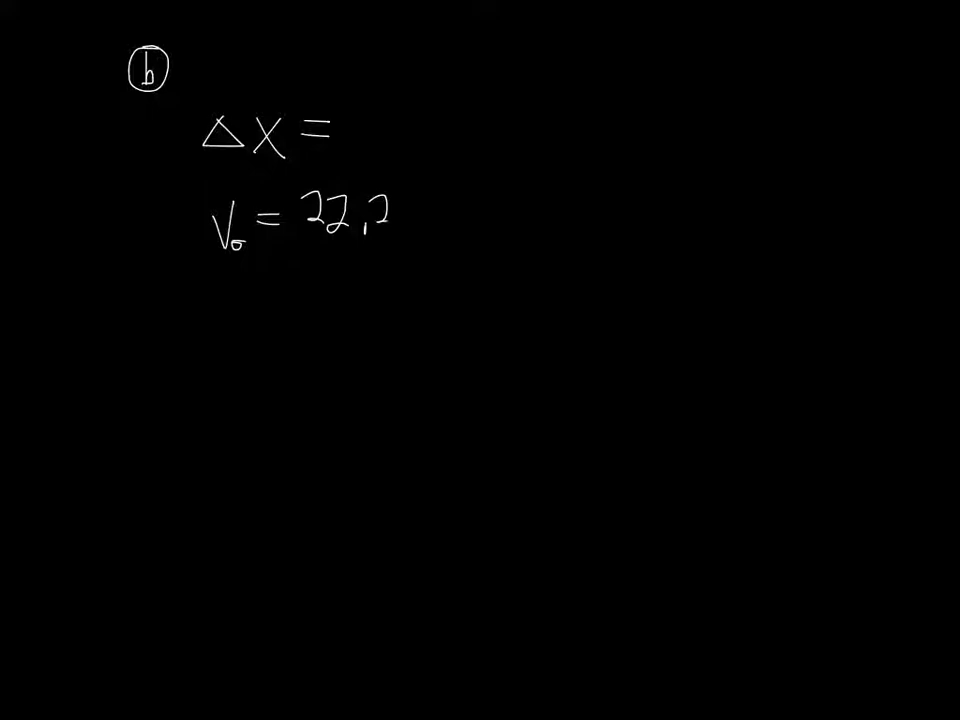 b
Δx =
v₀ = 22,2